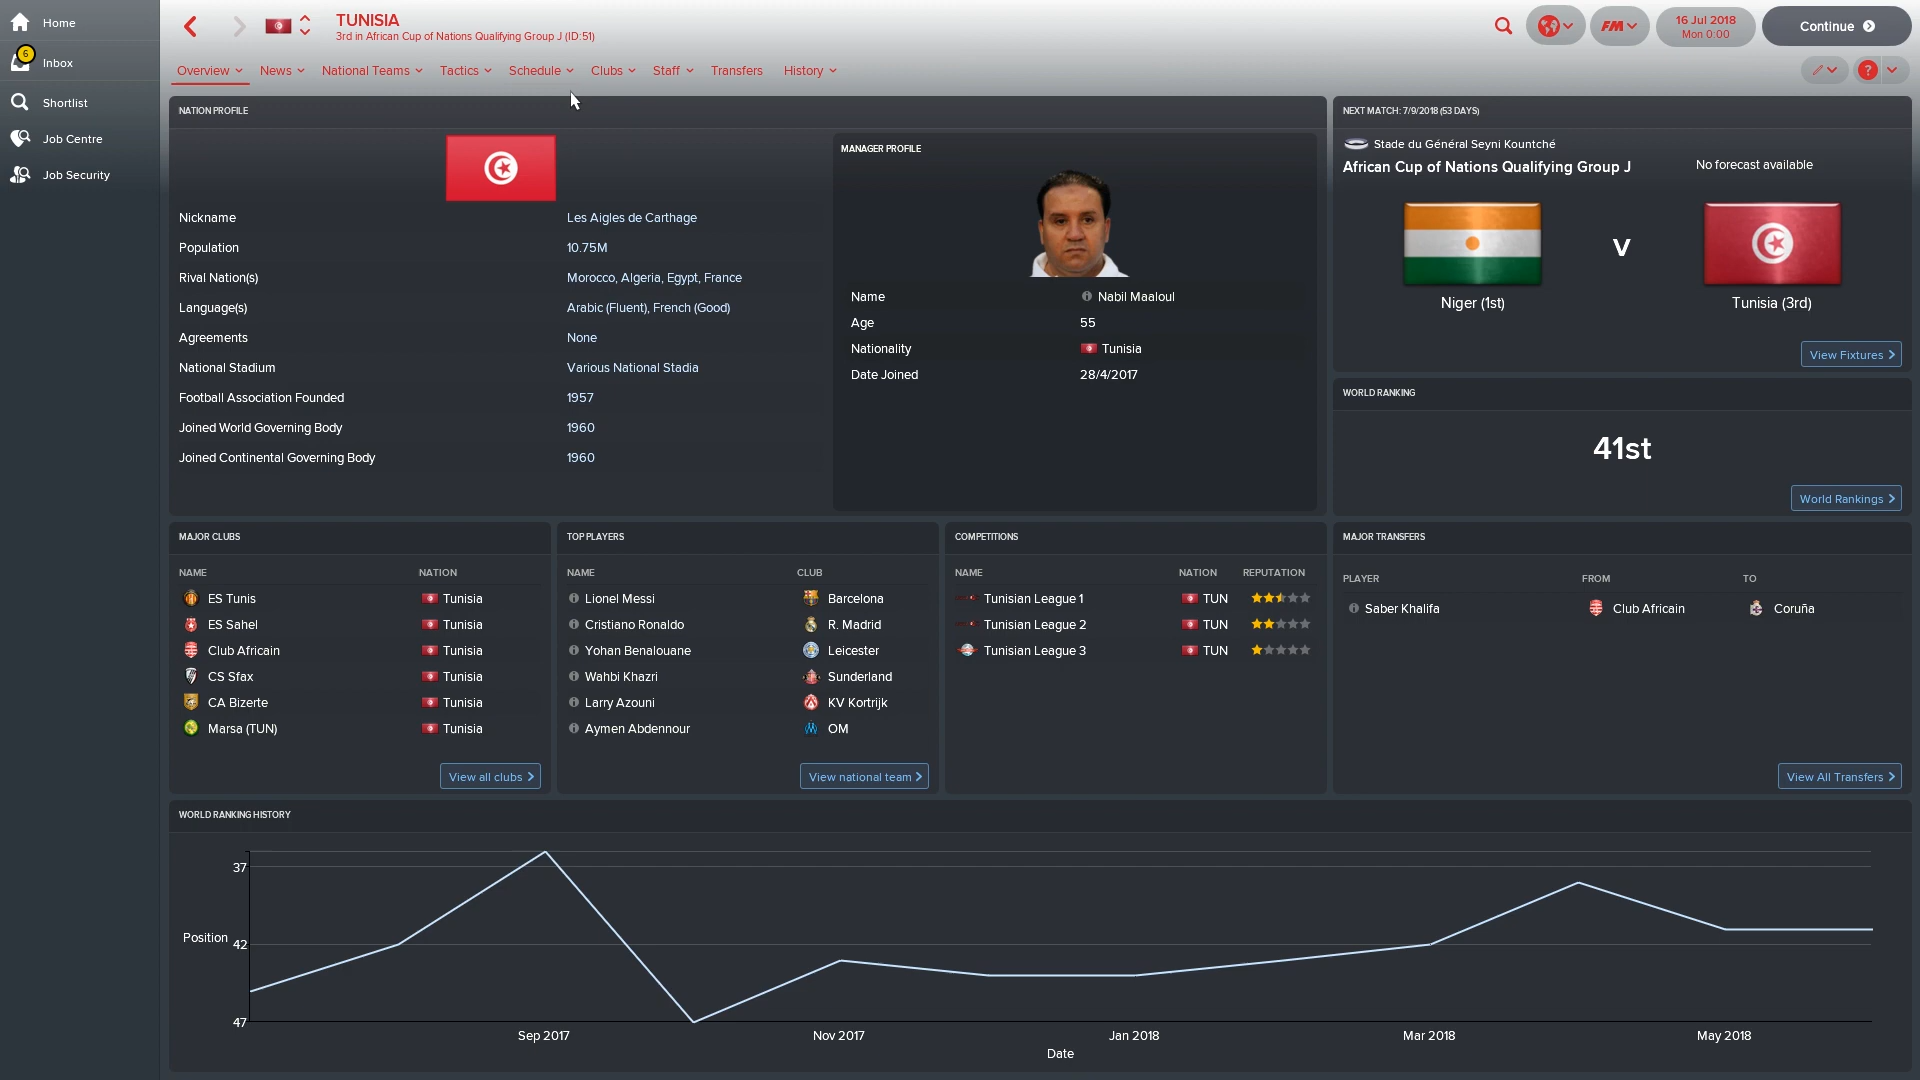 Home
6
Inbox
Shortlist
Job Centre
Job Security
TUNISIA
3rd in African Cup of Nations Qualifying Group J (ID:51)
FM
16 Jul 2018
Mon 0:00
Continue
Overview
News
National Teams
Tactics
Schedule
Clubs
Staff
Transfers
History
?
NATION PROFILE
Nickname Les Aigles de Carthage
Population 10.75M
Rival Nation(s) Morocco, Algeria, Egypt, France
Language(s) Arabic (Fluent), French (Good)
Agreements None
National Stadium Various National Stadia
Football Association Founded 1957
Joined World Governing Body 1960
Joined Continental Governing Body 1960
MANAGER PROFILE
Name Nabil Maaloul
Age 55
Nationality Tunisia
Date Joined 28/4/2017
NEXT MATCH: 7/9/2018 (53 DAYS)
Stade du Général Seyni Kountché
African Cup of Nations Qualifying Group J
No forecast available
V
Niger (1st)
Tunisia (3rd)
View Fixtures
WORLD RANKING
41st
World Rankings
MAJOR CLUBS
NAME NATION
ES Tunis Tunisia
ES Sahel Tunisia
Club Africain Tunisia
CS Sfax Tunisia
CA Bizerte Tunisia
Marsa (TUN) Tunisia
View all clubs
TOP PLAYERS
NAME CLUB
Lionel Messi Barcelona
Cristiano Ronaldo R. Madrid
Yohan Benalouane Leicester
Wahbi Khazri Sunderland
Larry Azouni KV Kortrijk
Aymen Abdennour OM
View national team
COMPETITIONS
NAME NATION REPUTATION
Tunisian League 1 TUN
Tunisian League 2 TUN
Tunisian League 3 TUN
MAJOR TRANSFERS
PLAYER FROM TO
Saber Khalifa Club Africain Coruña
View All Transfers
WORLD RANKING HISTORY
37
Position 42
47
Sep 2017 Nov 2017 Jan 2018 Mar 2018 May 2018
Date